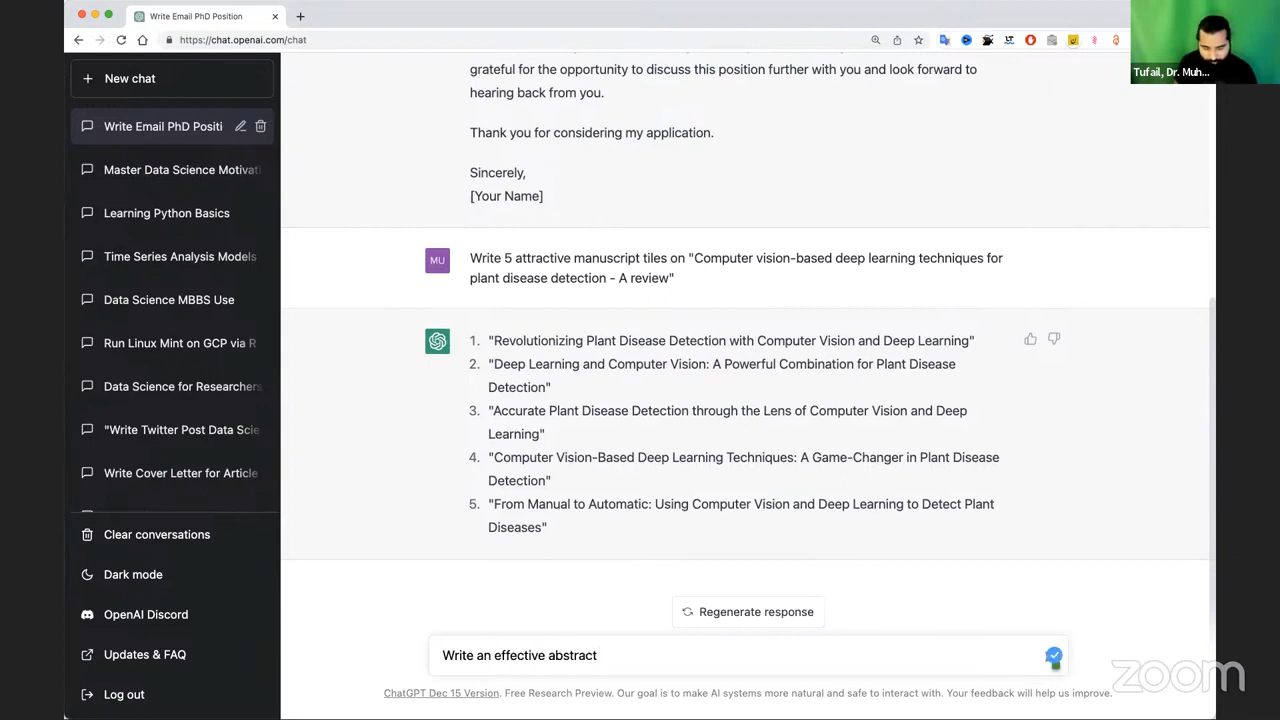 Write Email PhD Position
https://chat.openai.com/chat
Tufail, Dr. Muh...
New chat
Write Email PhD Positi
Master Data Science Motivati
Learning Python Basics
Time Series Analysis Models
Data Science MBBS Use
Run Linux Mint on GCP via R
Data Science for Researchers
"Write Twitter Post Data Scie
Write Cover Letter for Article
Clear conversations
Dark mode
OpenAI Discord
Updates & FAQ
Log out
grateful for the opportunity to discuss this position further with you and look forward to
hearing back from you.
Thank you for considering my application.
Sincerely,
[Your Name]
MU
Write 5 attractive manuscript tiles on "Computer vision-based deep learning techniques for
plant disease detection - A review"
1. "Revolutionizing Plant Disease Detection with Computer Vision and Deep Learning"
2. "Deep Learning and Computer Vision: A Powerful Combination for Plant Disease
Detection"
3. "Accurate Plant Disease Detection through the Lens of Computer Vision and Deep
Learning"
4. "Computer Vision-Based Deep Learning Techniques: A Game-Changer in Plant Disease
Detection"
5. "From Manual to Automatic: Using Computer Vision and Deep Learning to Detect Plant
Diseases"
Regenerate response
Write an effective abstract
ChatGPT Dec 15 Version. Free Research Preview. Our goal is to make AI systems more natural and safe to interact with. Your feedback will help us improve.
zoom